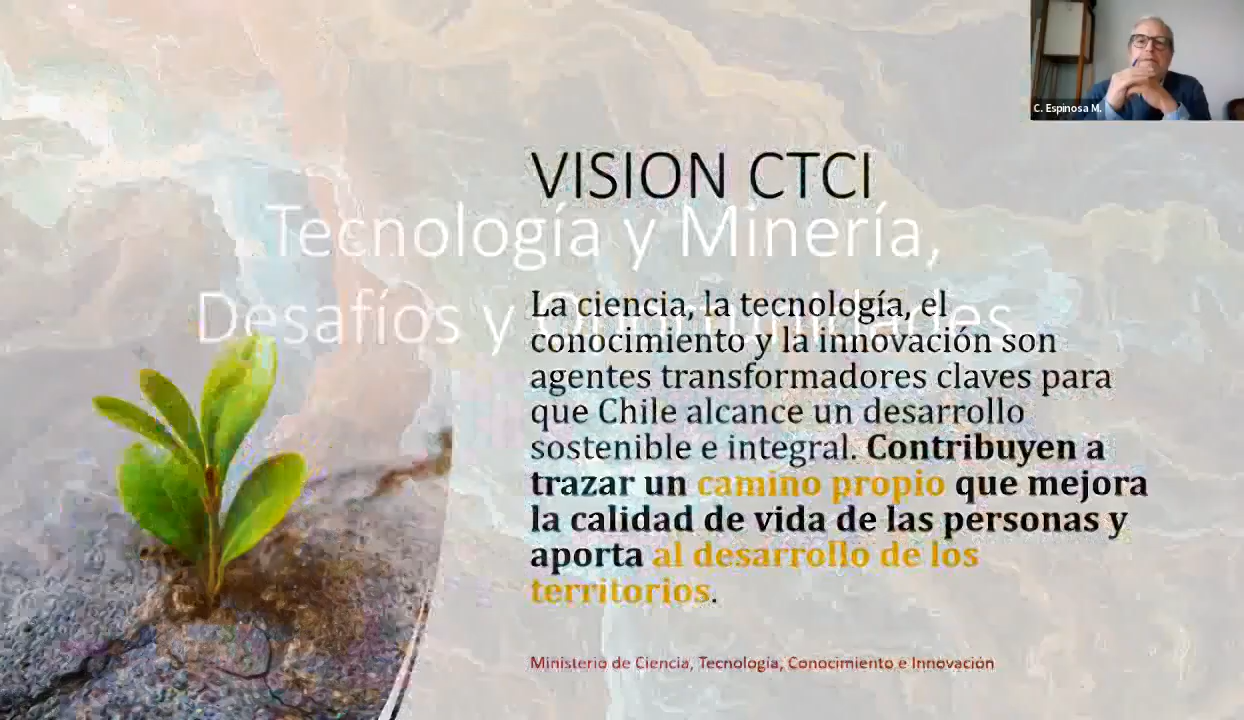 C. Espinosa M.
VISION CTCI
Tecnología y Minería,
Desafíos y Oportunidades
La ciencia, la tecnología, el
conocimiento y la innovación son
agentes transformadores claves para
que Chile alcance un desarrollo
sostenible e integral. Contribuyen a
trazar un camino propio que mejora
la calidad de vida de las personas y
aporta al desarrollo de los
territorios.
Ministerio de Ciencia, Tecnología, Conocimiento e Innovación